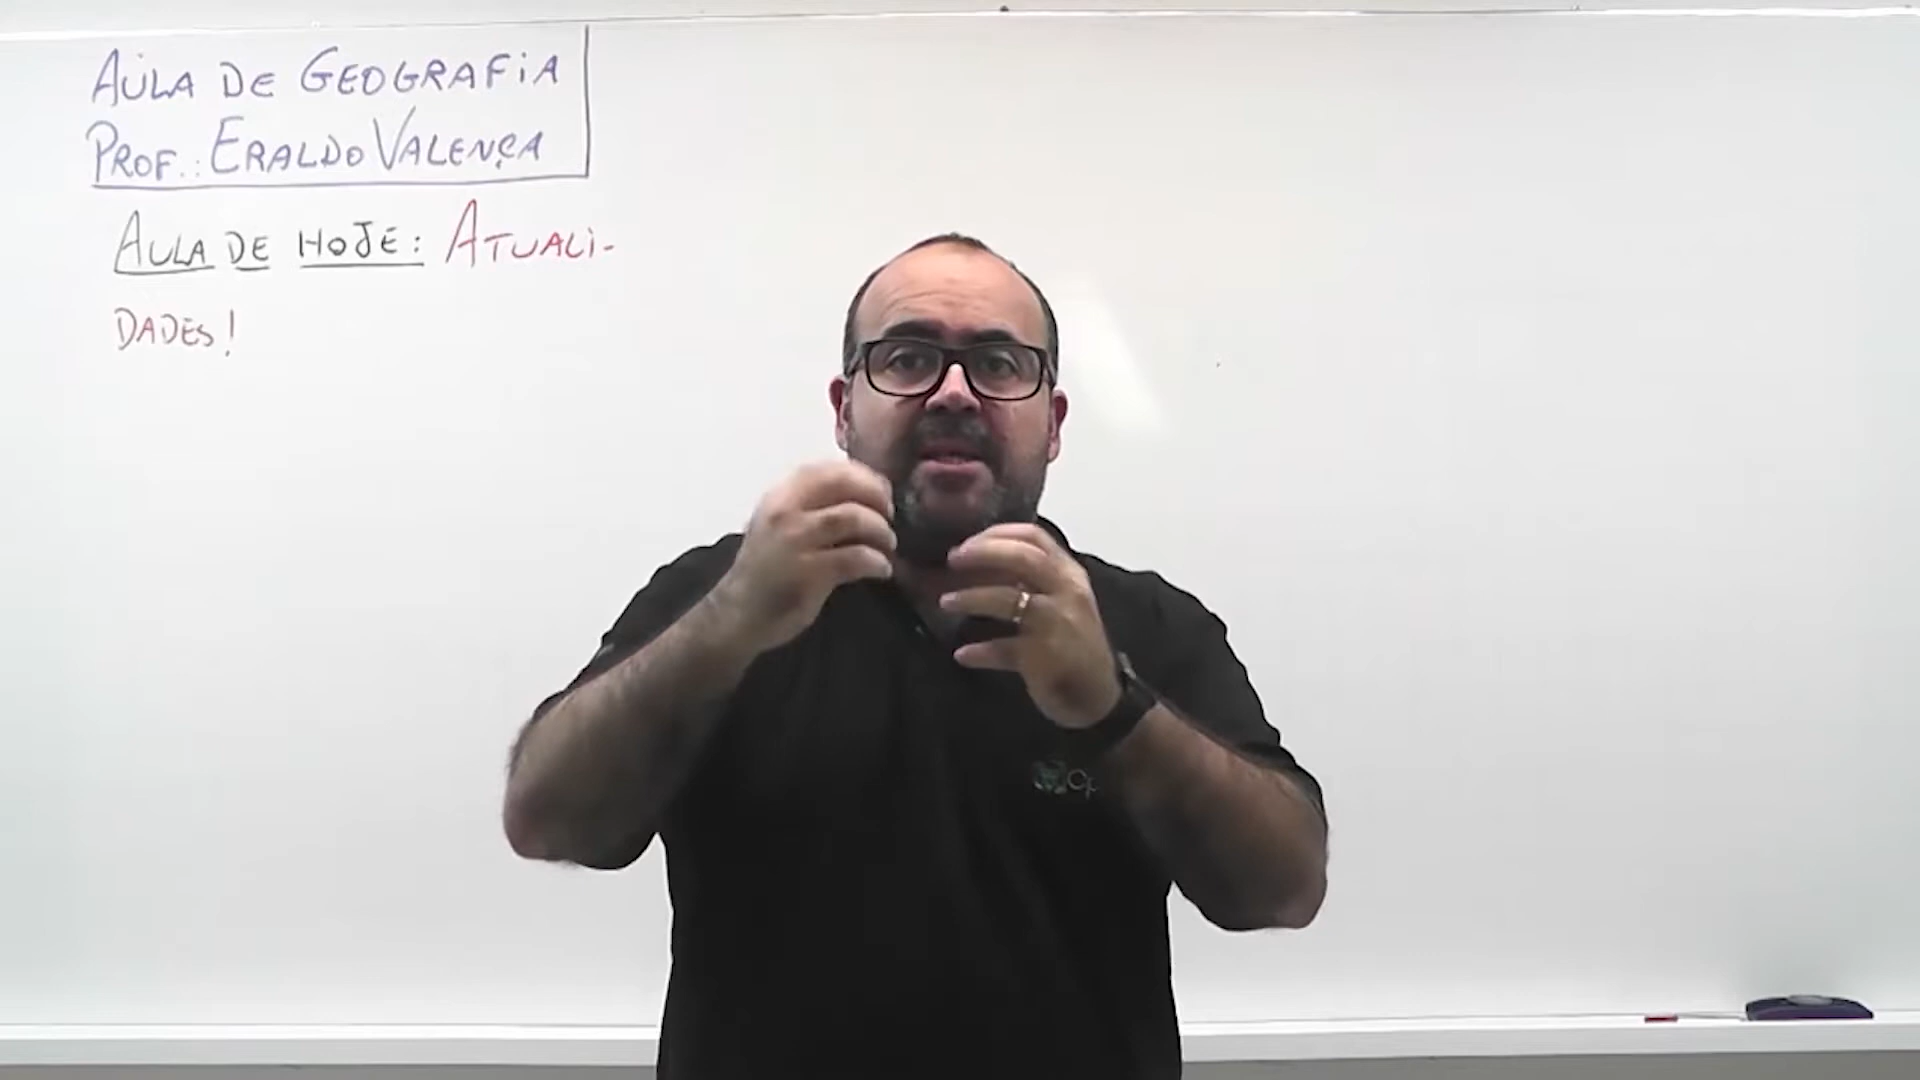 AULA DE GEOGRAFIA
PROF.: ERALDO VALENÇA
AULA DE HOJE: ATUALI-
DADES!